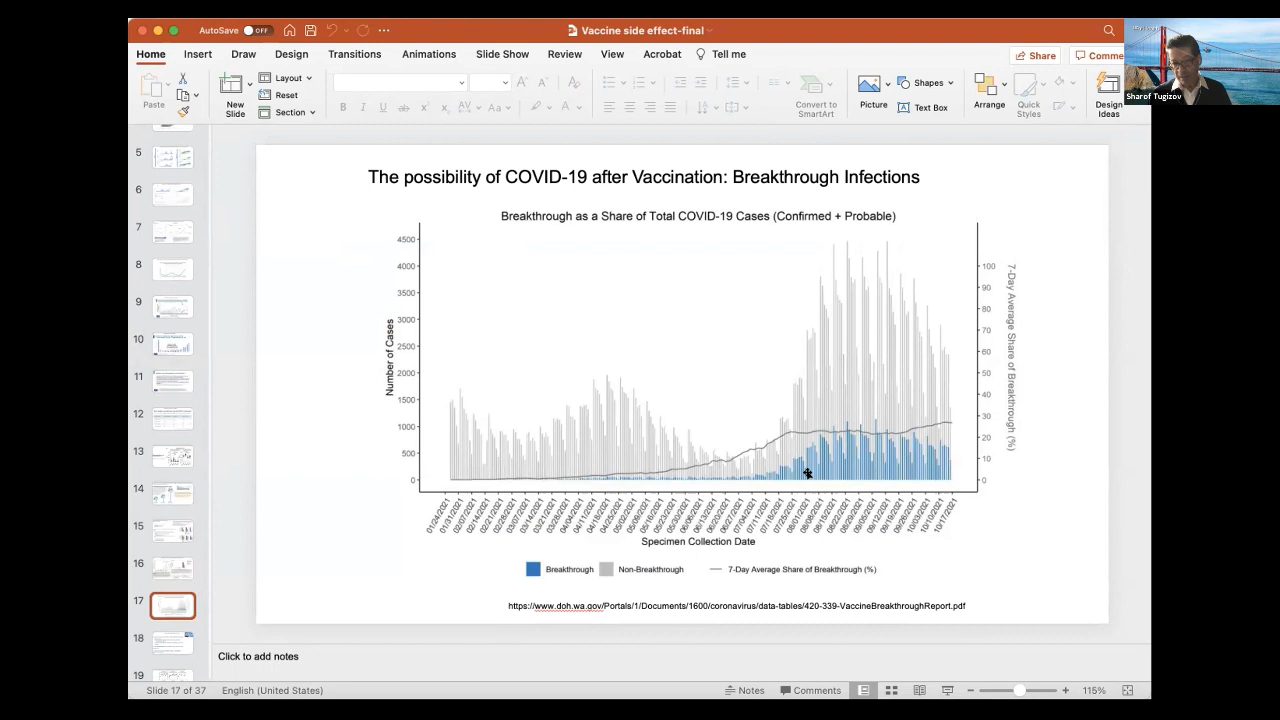 AutoSave OFF
Vaccine side effect-final
Home Insert Draw Design Transitions Animations Slide Show Review View Acrobat Tell me Share Comme
Paste
New Slide
Layout
Reset
Section
Convert to SmartArt
Picture
Shapes
Text Box
Arrange
Quick Styles
Design Ideas
Sharof Tugizov
5
6
7
8
9
10
11
12
13
14
15
16
17
18
19
The possibility of COVID-19 after Vaccination: Breakthrough Infections
Breakthrough as a Share of Total COVID-19 Cases (Confirmed + Probable)
Number of Cases
4500
4000
3500
3000
2500
2000
1500
1000
500
0
100
90
80
70
60
50
40
30
20
10
0
7-Day Average Share of Breakthrough (%)
Specimen Collection Date
Breakthrough Non-Breakthrough 7-Day Average Share of Breakthrough (%)
https://www.doh.wa.gov/Portals/1/Documents/1600/coronavirus/data-tables/420-339-VaccineBreakthroughReport.pdf
Click to add notes
Slide 17 of 37 English (United States) Notes Comments 115%